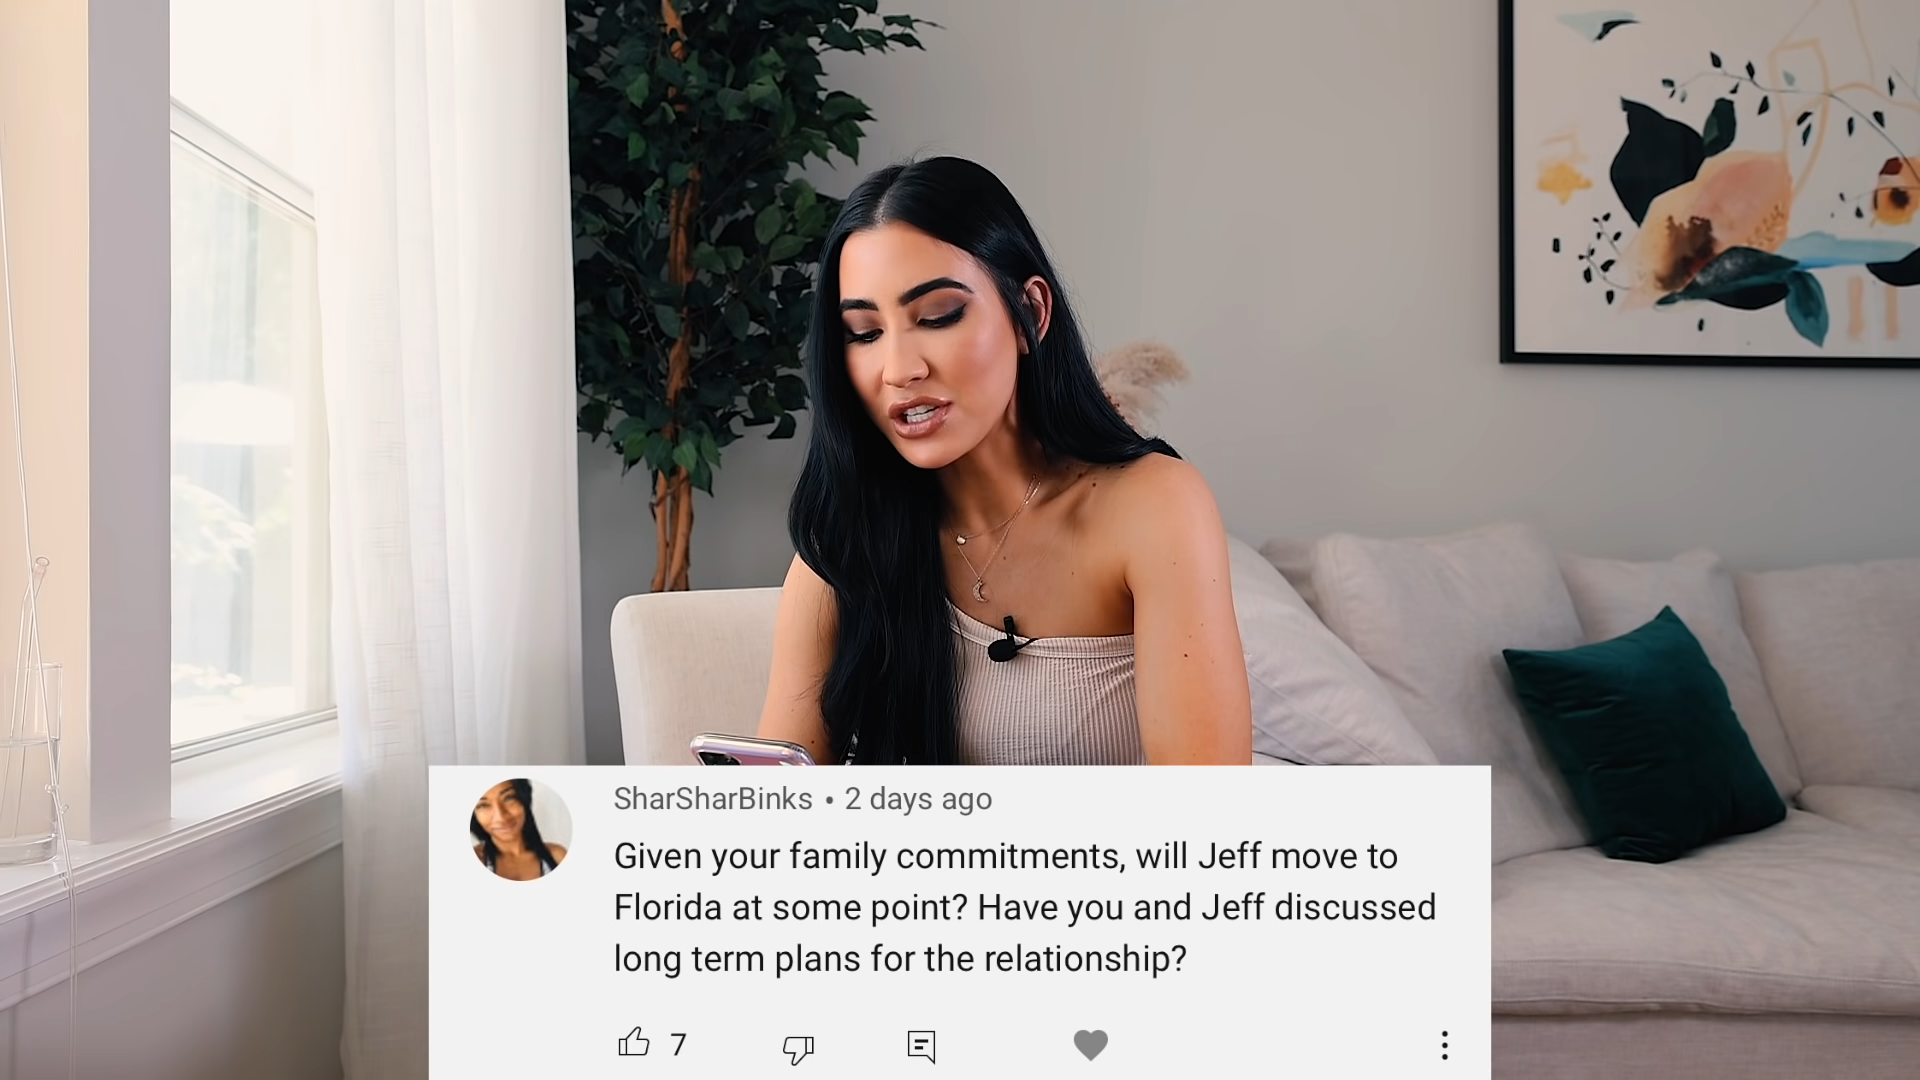 SharSharBinks • 2 days ago
Given your family commitments, will Jeff move to
Florida at some point? Have you and Jeff discussed
long term plans for the relationship?
7